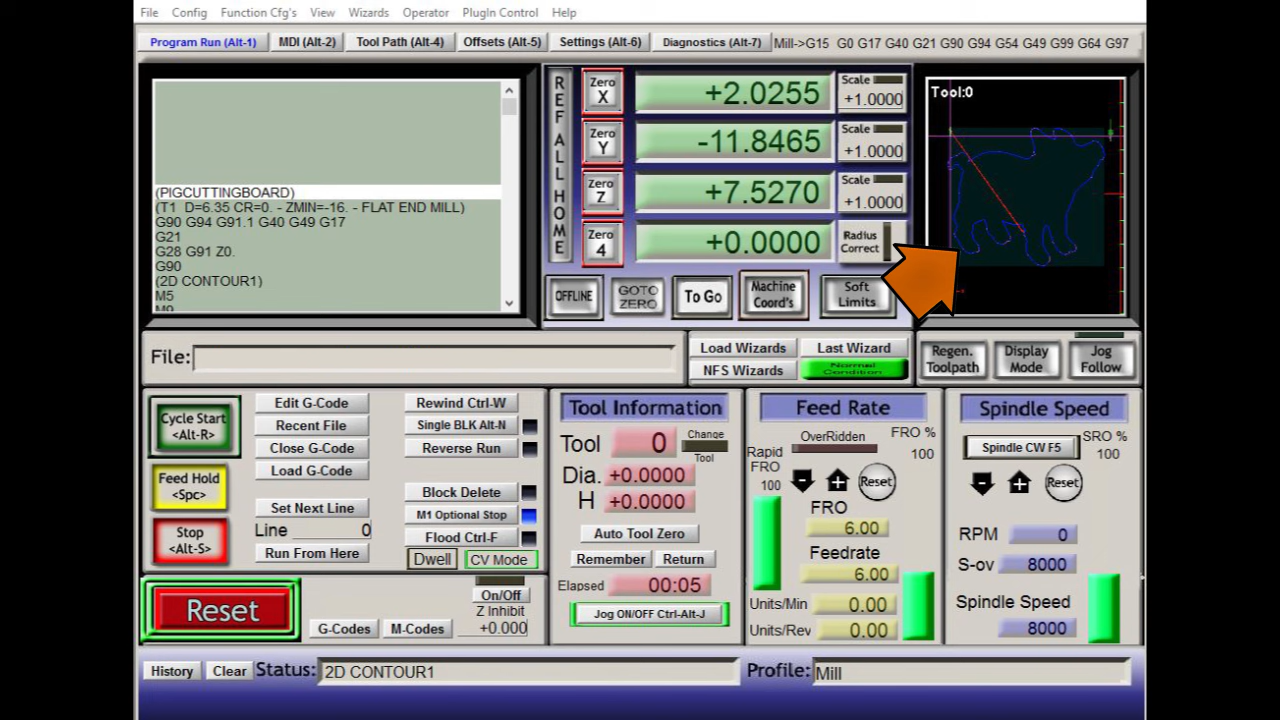 File Config Function Cfg's View Wizards Operator PlugIn Control Help
Program Run (Alt-1) MDI (Alt-2) Tool Path (Alt-4) Offsets (Alt-5) Settings (Alt-6) Diagnostics (Alt-7) Mill->G15 G0 G17 G40 G21 G90 G94 G54 G49 G99 G64 G97
(PIGCUTTINGBOARD)
(T1 D=6.35 CR=0. - ZMIN=-16. - FLAT END MILL)
G90 G94 G91.1 G40 G49 G17
G21
G28 G91 Z0.
G90
(2D CONTOUR1)
M5
M9
REF ALL HOME
Zero X +2.0255 Scale +1.0000
Zero Y -11.8465 Scale +1.0000
Zero Z +7.5270 Scale +1.0000
Zero 4 +0.0000 Radius Correct
OFFLINE GOTO ZERO To Go Machine Coord's Soft Limits
Tool:0
File:
Load Wizards Last Wizard
NFS Wizards Normal Condition
Regen. Toolpath Display Mode Jog Follow
Cycle Start <Alt-R>
Feed Hold <Spc>
Stop <Alt-S>
Edit G-Code
Recent File
Close G-Code
Load G-Code
Set Next Line
Line 0
Run From Here
Rewind Ctrl-W
Single BLK Alt-N
Reverse Run
Block Delete
M1 Optional Stop
Flood Ctrl-F
Dwell CV Mode
Reset
G-Codes M-Codes
On/Off
Z Inhibit
+0.000
Tool Information
Tool 0 Change Tool
Dia. +0.0000
H +0.0000
Auto Tool Zero
Remember Return
Elapsed 00:05
Jog ON/OFF Ctrl-Alt-J
Feed Rate
OverRidden FRO %
100
Rapid FRO
100
Reset
FRO
6.00
Feedrate
6.00
Units/Min 0.00
Units/Rev 0.00
Spindle Speed
Spindle CW F5 SRO %
100
Reset
RPM 0
S-ov 8000
Spindle Speed
8000
History Clear Status: 2D CONTOUR1 Profile: Mill